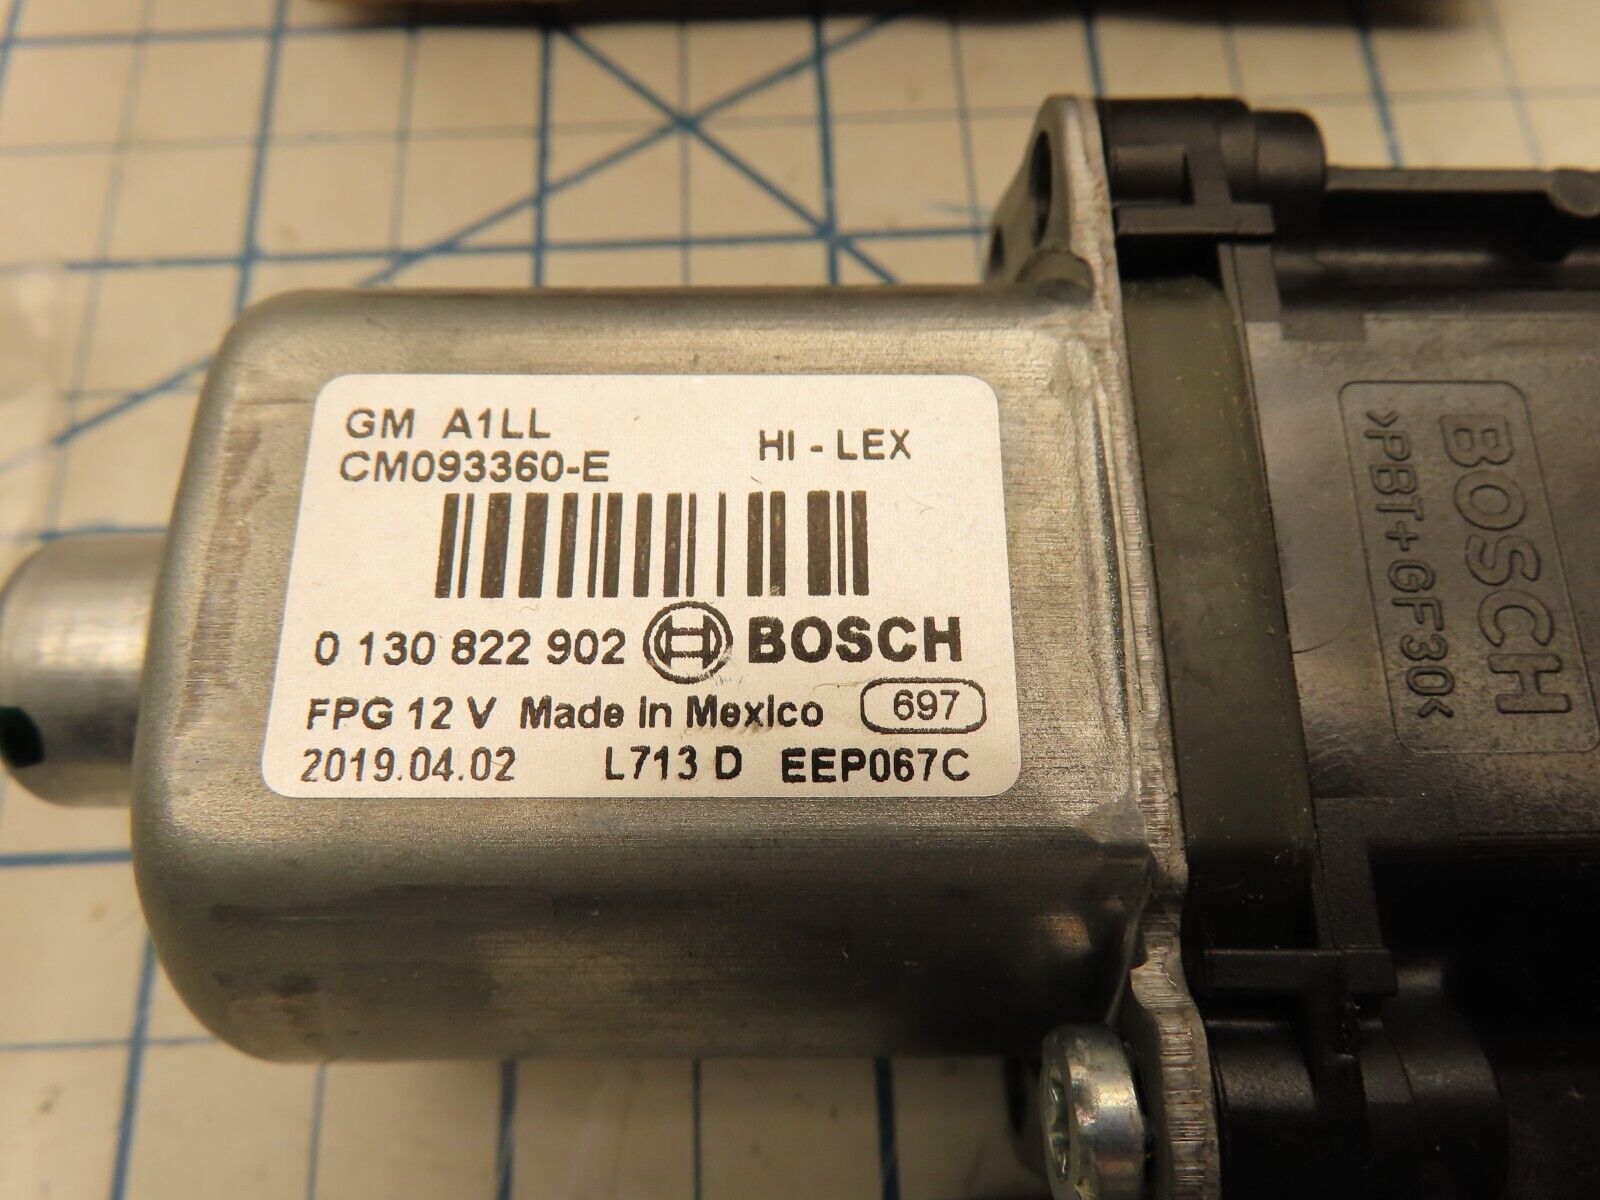 GM A1LL
CM093360-E
HI - LEX
0 130 822 902 BOSCH
FPG 12 V Made in Mexico 697
2019.04.02 L713 D EEP067C
BOSCH
>PBT+GF30<